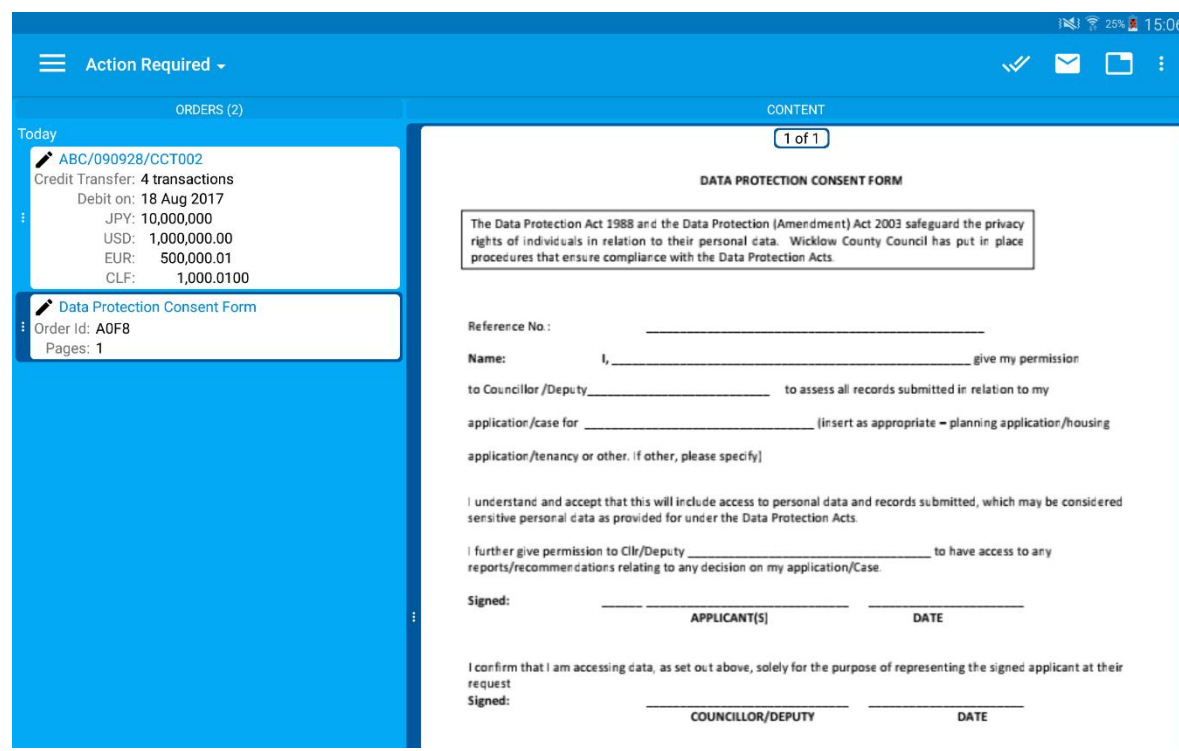 25% 15:06
Action Required
ORDERS (2)
CONTENT
Today
ABC/090928/CCT002
Credit Transfer: 4 transactions
Debit on: 18 Aug 2017
JPY: 10,000,000
USD: 1,000,000.00
EUR: 500,000.01
CLF: 1,000.0100
Data Protection Consent Form
Order Id: A0F8
Pages: 1
1 of 1
DATA PROTECTION CONSENT FORM
The Data Protection Act 1988 and the Data Protection (Amendment) Act 2003 safeguard the privacy
rights of individuals in relation to their personal data. Wicklow County Council has put in place
procedures that ensure compliance with the Data Protection Acts.
Reference No.: ____________________
Name: I, ____________________ give my permission
to Councillor /Deputy____________________ to assess all records submitted in relation to my
application/case for ____________________ (insert as appropriate – planning application/housing
application/tenancy or other. If other, please specify)
I understand and accept that this will include access to personal data and records submitted, which may be considered
sensitive personal data as provided for under the Data Protection Acts.
I further give permission to Cllr/Deputy ____________________ to have access to any
reports/recommendations relating to any decision on my application/Case.
Signed: ______ ____________________ ____________________
APPLICANT(S) DATE
I confirm that I am accessing data, as set out above, solely for the purpose of representing the signed applicant at their
request
Signed: ____________________ ____________________
COUNCILLOR/DEPUTY DATE